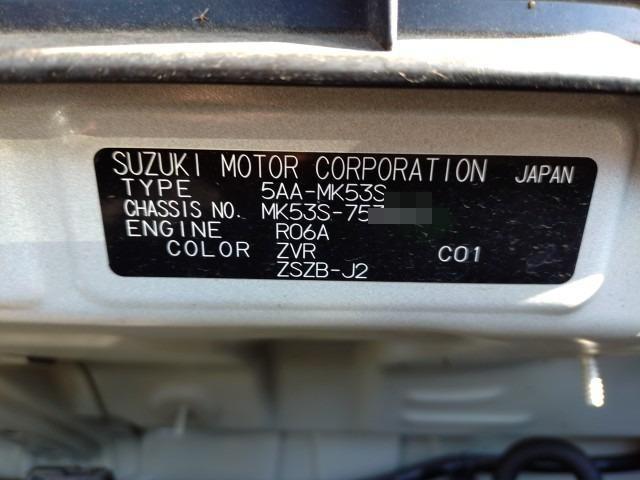 SUZUKI MOTOR CORPORATION JAPAN
TYPE 5AA-MK53S
CHASSIS NO. MK53S-75
ENGINE R06A
COLOR ZVR C01
ZSZB-J2